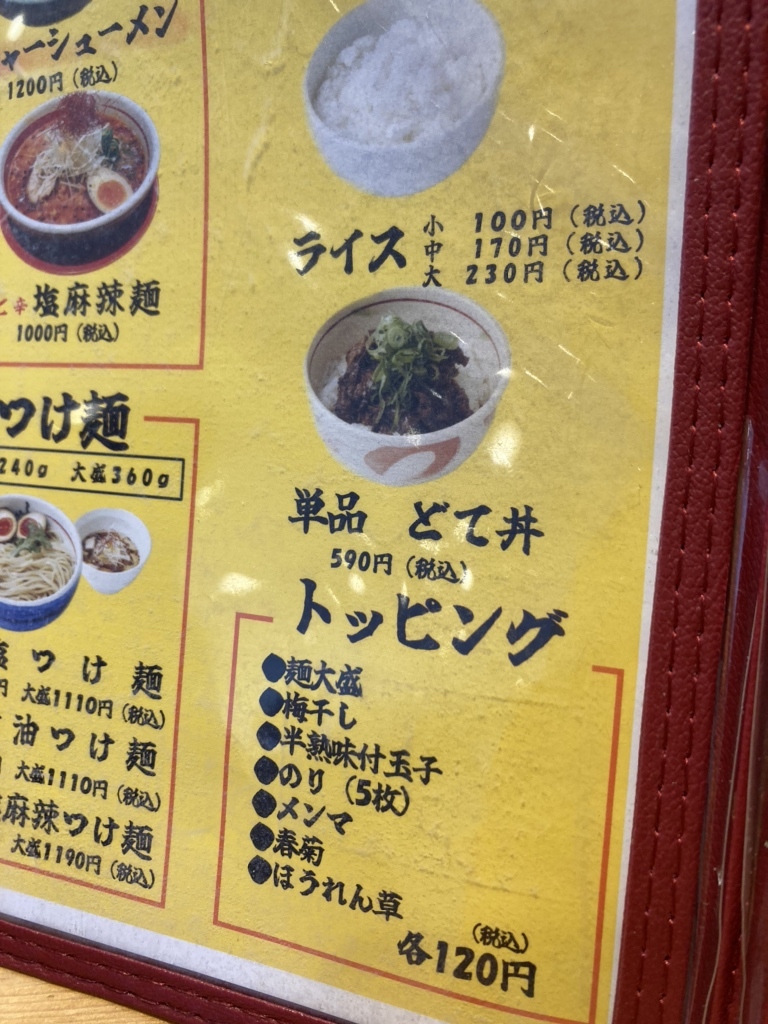 ャーシューメン
1200円（税込）
辛 塩麻辣麺
1000円（税込）
つけ麺
240g 大盛360g
つけ麺
円 大盛1110円（税込）
油つけ麺
大盛1110円（税込）
麻辣つけ麺
大盛1190円（税込）
ライス
小 100円（税込）
中 170円（税込）
大 230円（税込）
単品 どて丼
590円（税込）
トッピング
●麺大盛
●梅干し
●半熟味付玉子
●のり（5枚）
●メンマ
●春菊
●ほうれん草
（税込）
各120円